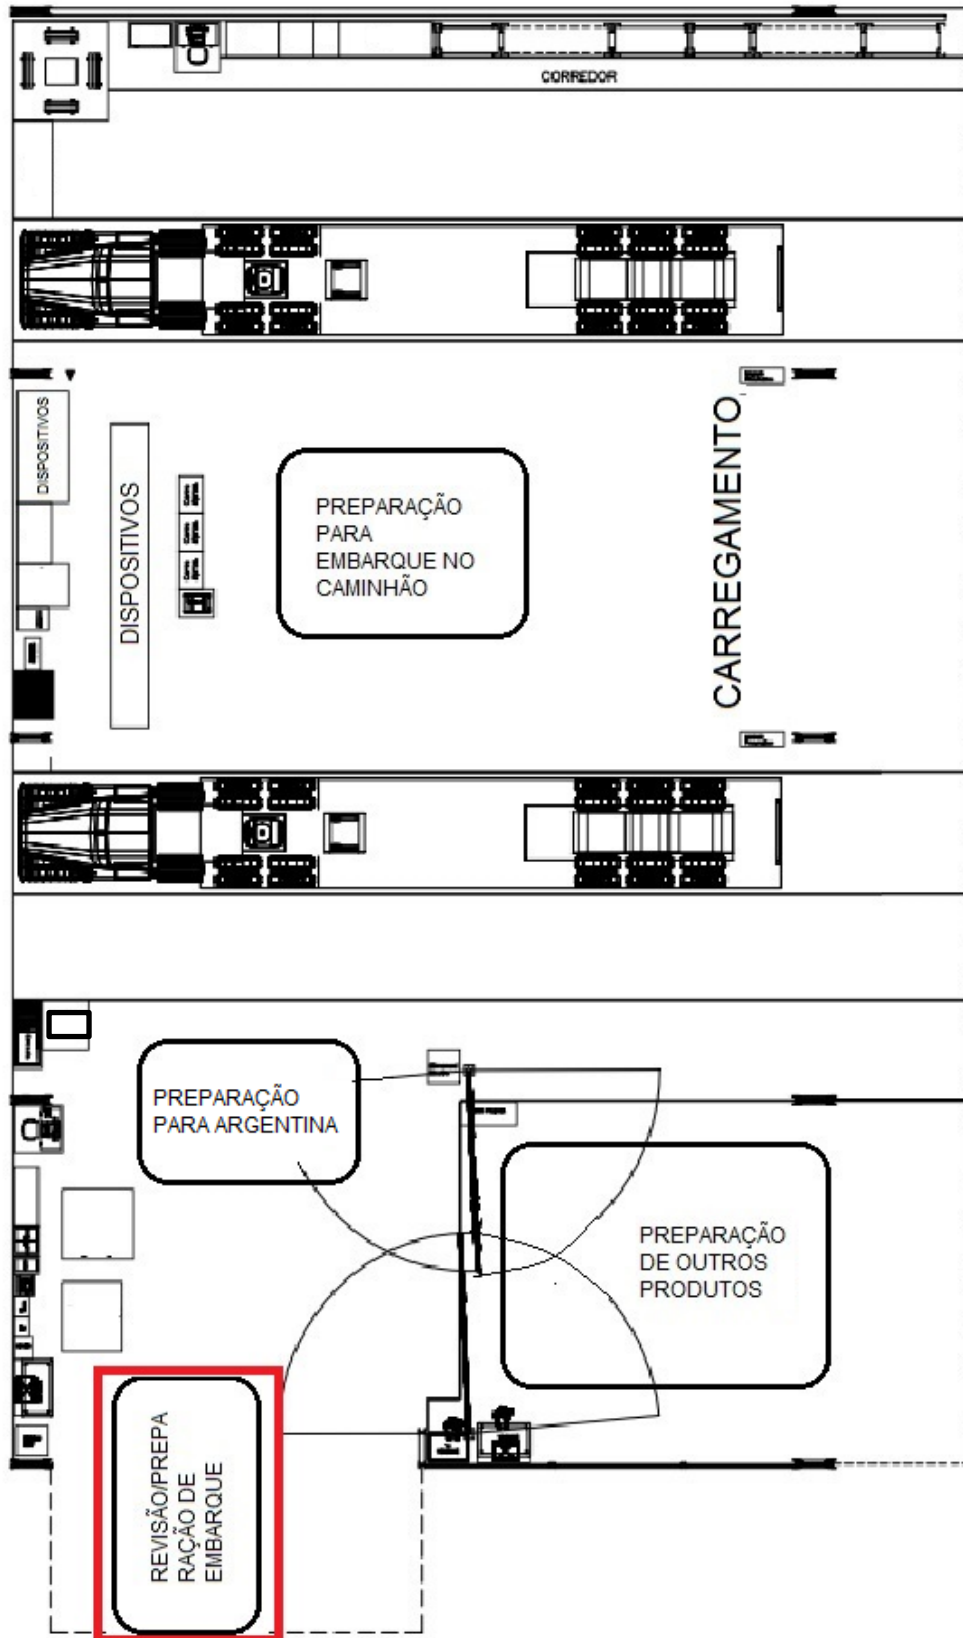 CORREDOR
DISPOSITIVOS
DISPOSITIVOS
PREPARAÇÃO
PARA
EMBARQUE NO
CAMINHÃO
CARREGAMENTO
PREPARAÇÃO
PARA ARGENTINA
PREPARAÇÃO
DE OUTROS
PRODUTOS
REVISÃO/PREPA
RAÇÃO DE
EMBARQUE